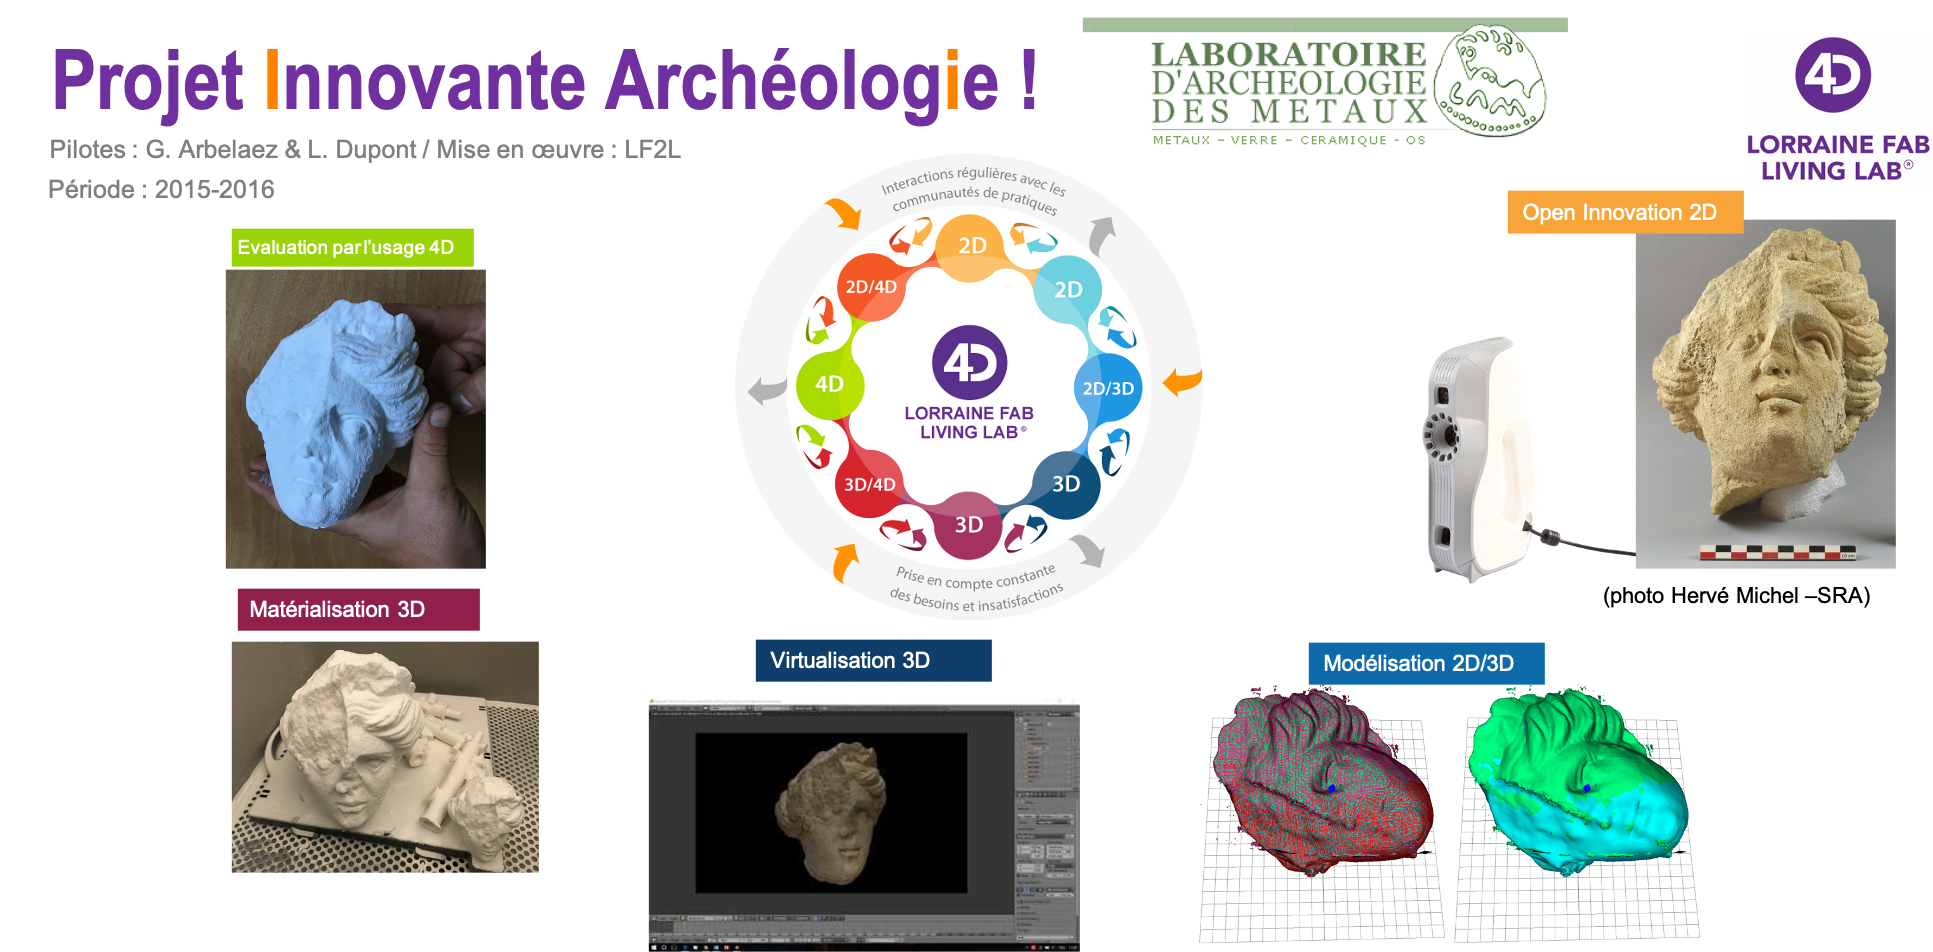 Projet Innovante Archéologie !
Pilotes : G. Arbelaez & L. Dupont / Mise en œuvre : LF2L
Période : 2015-2016
LABORATOIRE
D'ARCHEOLOGIE
DES METAUX
METAUX – VERRE – CERAMIQUE - OS
4D
LORRAINE FAB
LIVING LAB®
Open Innovation 2D
Evaluation par l'usage 4D
Interactions régulières avec les
communautés de pratiques
2D
2D
2D/3D
3D
3D
3D/4D
4D
2D/4D
4D
LORRAINE FAB
LIVING LAB®
Prise en compte constante
des besoins et insatisfactions
(photo Hervé Michel –SRA)
Matérialisation 3D
Virtualisation 3D
Modélisation 2D/3D